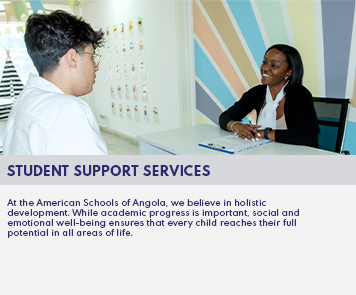 STUDENT SUPPORT SERVICES
At the American Schools of Angola, we believe in holistic
development. While academic progress is important, social and
emotional well-being ensures that every child reaches their full
potential in all areas of life.